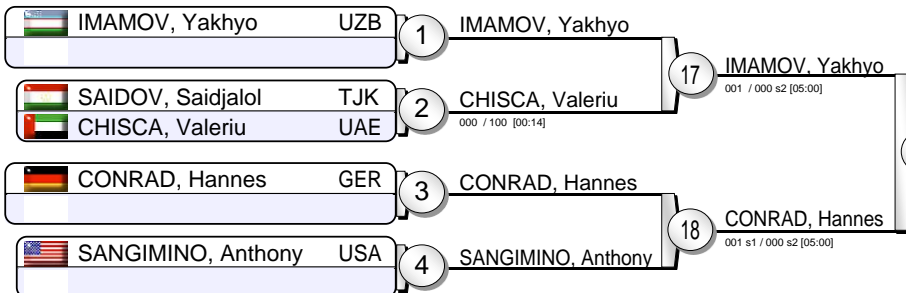 IMAMOV, Yakhyo UZB
1
IMAMOV, Yakhyo
SAIDOV, Saidjalol TJK
CHISCA, Valeriu UAE
2
CHISCA, Valeriu
000 / 100 [00:14]
17
IMAMOV, Yakhyo
001 / 000 s2 [05:00]
CONRAD, Hannes GER
3
CONRAD, Hannes
SANGIMINO, Anthony USA
4
SANGIMINO, Anthony
18
CONRAD, Hannes
001 s1 / 000 s2 [05:00]